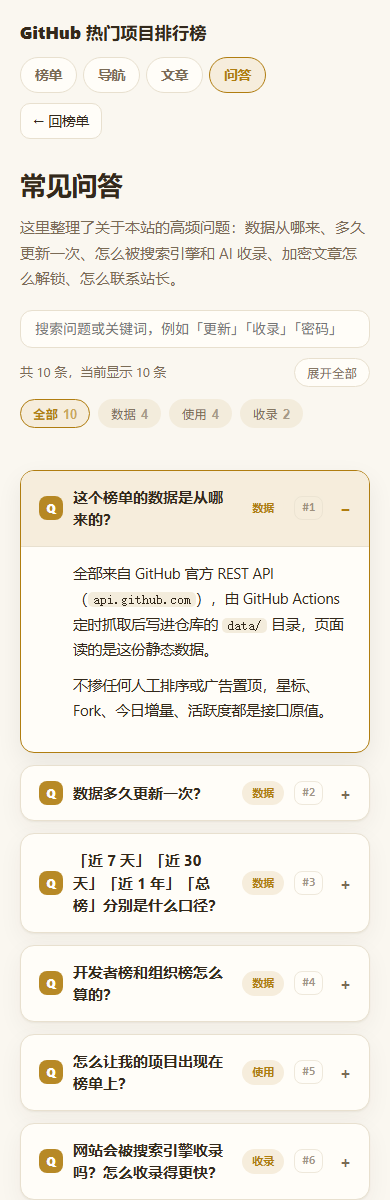 GitHub 热门项目排行榜
榜单 导航 文章 问答
← 回榜单
常见问答
这里整理了关于本站的高频问题：数据从哪来、多久
更新一次、怎么被搜索引擎和 AI 收录、加密文章怎
么解锁、怎么联系站长。
搜索问题或关键词，例如「更新」「收录」「密码」
共 10 条，当前显示 10 条 展开全部
全部 10 数据 4 使用 4 收录 2
Q 这个榜单的数据是从哪 数据 #1 −
来的？
全部来自 GitHub 官方 REST API
（api.github.com），由 GitHub Actions
定时抓取后写进仓库的 data/ 目录，页面
读的是这份静态数据。
不掺任何人工排序或广告置顶，星标、
Fork、今日增量、活跃度都是接口原值。
Q 数据多久更新一次？ 数据 #2 +
「近 7 天」「近 30
Q 天」「近 1 年」「总 数据 #3 +
榜」分别是什么口径？
Q 开发者榜和组织榜怎么 数据 #4 +
算的？
Q 怎么让我的项目出现在 使用 #5 +
榜单上？
Q 网站会被搜索引擎收录 收录 #6 +
吗？怎么收录得更快？